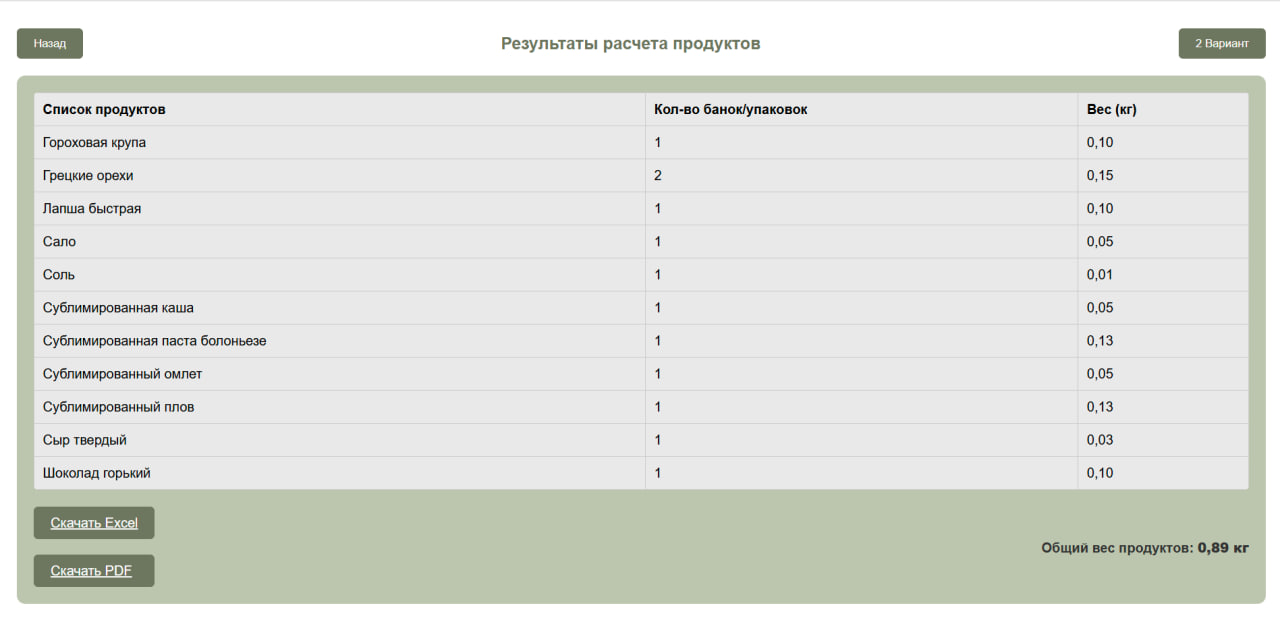 Назад
Результаты расчета продуктов
2 Вариант
Список продуктов Кол-во банок/упаковок Вес (кг)
Гороховая крупа 1 0,10
Грецкие орехи 2 0,15
Лапша быстрая 1 0,10
Сало 1 0,05
Соль 1 0,01
Сублимированная каша 1 0,05
Сублимированная паста болоньезе 1 0,13
Сублимированный омлет 1 0,05
Сублимированный плов 1 0,13
Сыр твердый 1 0,03
Шоколад горький 1 0,10
Скачать Excel
Общий вес продуктов: 0,89 кг
Скачать PDF